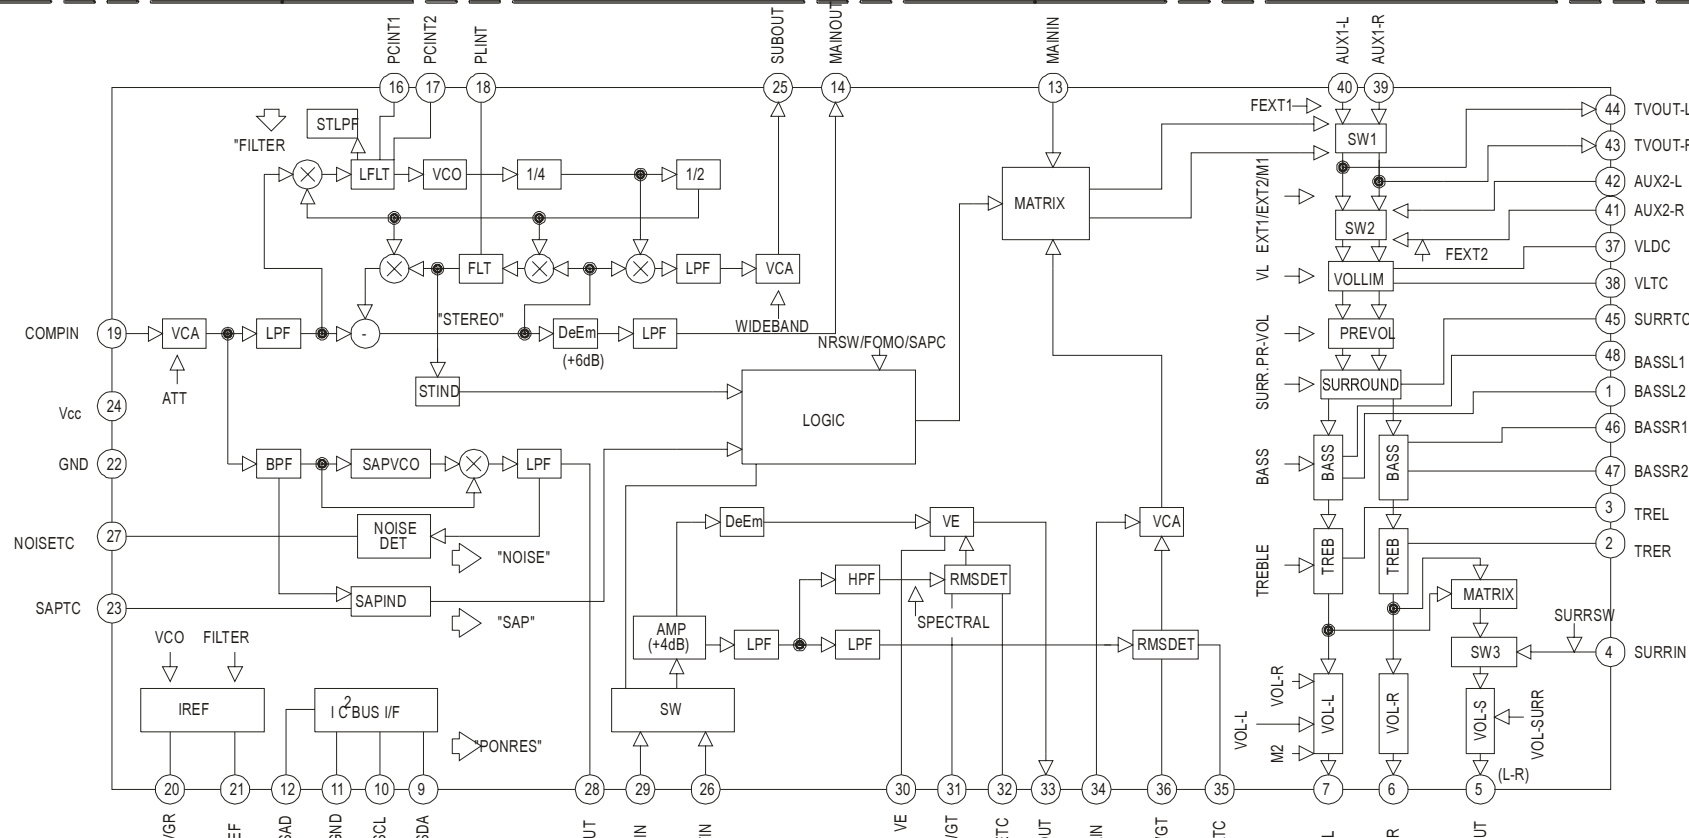 PCINT1
PCINT2
PLINT
SUBOUT
MAINOUT
MAININ
AUX1-L
AUX1-R
16
17
18
25
14
13
40
39
FEXT1
44 TVOUT-L
STLPF
"FILTER
SW1
43
LFLT
VCO
1/4
1/2
EXT1/EXT2/M1
42 AUX2-L
MATRIX
41 AUX2-R
SW2
FEXT2
37 VLDC
FLT
LPF
VCA
VL
VOLLIM
38 VLTC
"STEREO"
WIDEBAND
COMPIN 19
VCA
LPF
-
DeEm
(+6dB)
LPF
NRSW/FOMO/SAPC
PR-VOL
PREVOL
45
48 BASSL1
ATT
STIND
SURR.
SURROUND
1 BASSL2
Vcc 24
LOGIC
46 BASSR1
GND 22
BPF
SAPVCO
LPF
BASS
BASS
BASS
47 BASSR2
3 TREL
NOISETC 27
NOISE
DET
"NOISE"
DeEm
VE
VCA
2 TRER
TREBLE
TREB
TREB
SAPTC 23
SAPIND
"SAP"
HPF
RMSDET
SPECTRAL
MATRIX
SURRSW
AMP
(+4dB)
LPF
LPF
RMSDET
SW3
4 SURRIN
VCO
FILTER
IREF
I2C BUS I/F
"PONRES"
SW
VOL-R
VOL-L
M2
VOL-L
VOL-R
VOL-S
VOL-SURR
(L-R)
20
21
12
11
10
9
28
29
26
30
31
32
33
34
36
35
7
6
5
VE